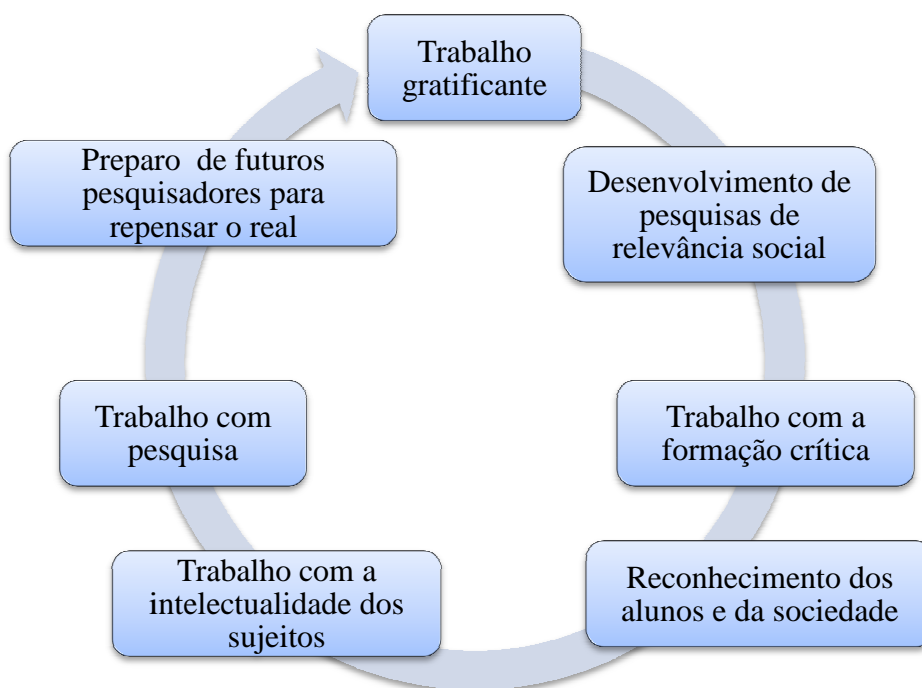 Trabalho
gratificante
Desenvolvimento de
pesquisas de
relevância social
Trabalho com a
formação crítica
Reconhecimento dos
alunos e da sociedade
Trabalho com a
intelectualidade dos
sujeitos
Trabalho com
pesquisa
Preparo de futuros
pesquisadores para
repensar o real